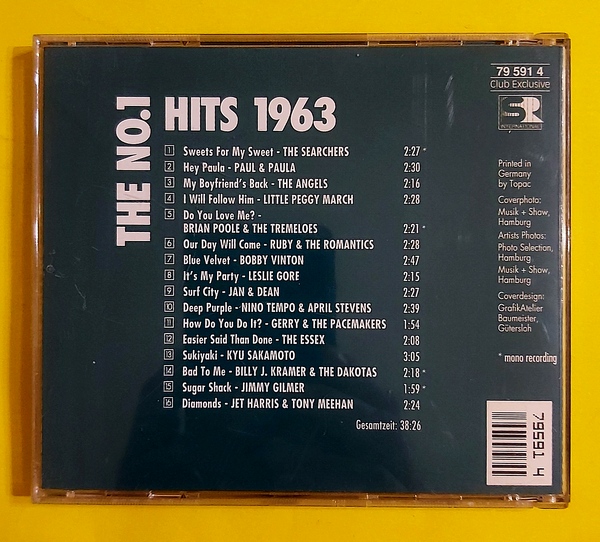 THE NO.1
HITS 1963
1 Sweets For My Sweet - THE SEARCHERS 2:27 *
2 Hey Paula - PAUL & PAULA 2:30
3 My Boyfriend's Back - THE ANGELS 2:16
4 I Will Follow Him - LITTLE PEGGY MARCH 2:28
5 Do You Love Me? -
BRIAN POOLE & THE TREMELOES 2:21 *
6 Our Day Will Come - RUBY & THE ROMANTICS 2:28
7 Blue Velvet - BOBBY VINTON 2:47
8 It's My Party - LESLIE GORE 2:15
9 Surf City - JAN & DEAN 2:27
10 Deep Purple - NINO TEMPO & APRIL STEVENS 2:39
11 How Do You Do It? - GERRY & THE PACEMAKERS 1:54
12 Easier Said Than Done - THE ESSEX 2:08
13 Sukiyaki - KYU SAKAMOTO 3:05
14 Bad To Me - BILLY J. KRAMER & THE DAKOTAS 2:18 *
15 Sugar Shack - JIMMY GILMER 1:59 *
16 Diamonds - JET HARRIS & TONY MEEHAN 2:24
Gesamtzeit: 38:26
79 591 4
Club Exclusive
SR
INTERNATIONAL
Printed in
Germany
by Topac
Coverphoto:
Musik + Show,
Hamburg
Artists Photos:
Photo Selection,
Hamburg
Musik + Show,
Hamburg
Coverdesign:
GrafikAtelier
Baumeister,
Gütersloh
* mono recording
79591 4